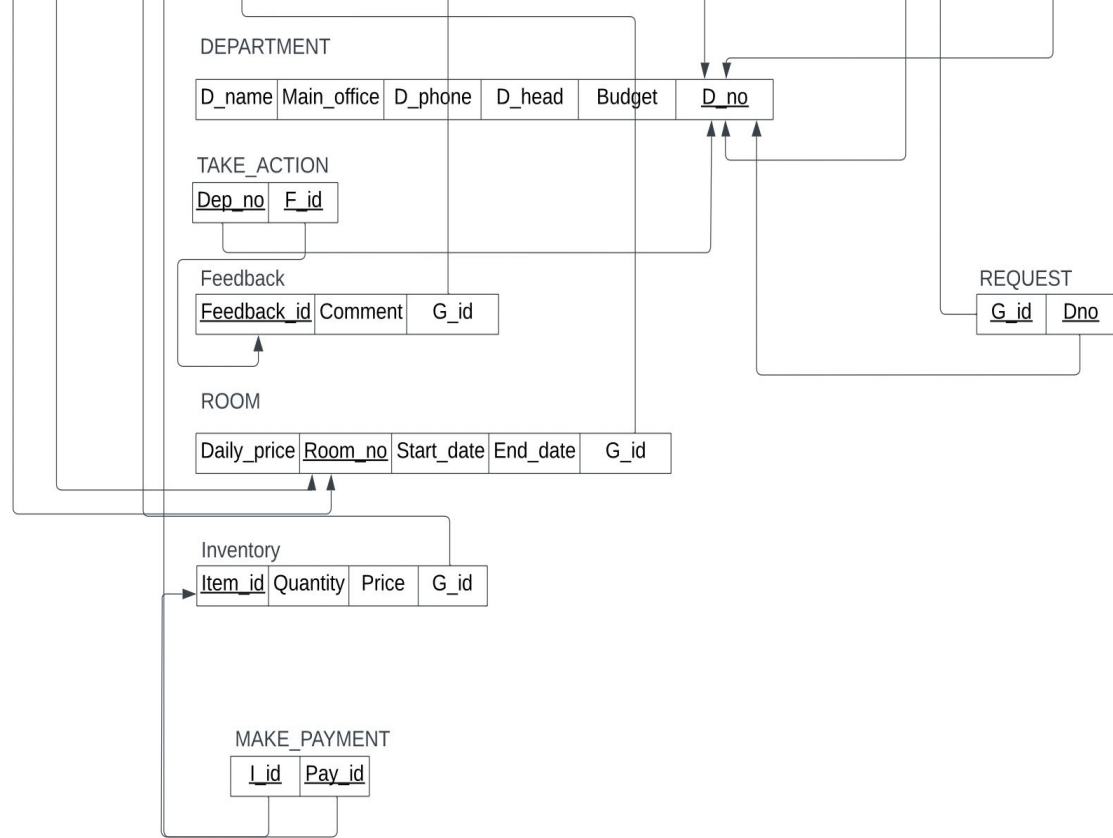 DEPARTMENT
D_name Main_office D_phone D_head Budget D_no
TAKE_ACTION
Dep_no F_id
Feedback
Feedback_id Comment G_id
REQUEST
G_id Dno
ROOM
Daily_price Room_no Start_date End_date G_id
Inventory
Item_id Quantity Price G_id
MAKE_PAYMENT
I_id Pay_id